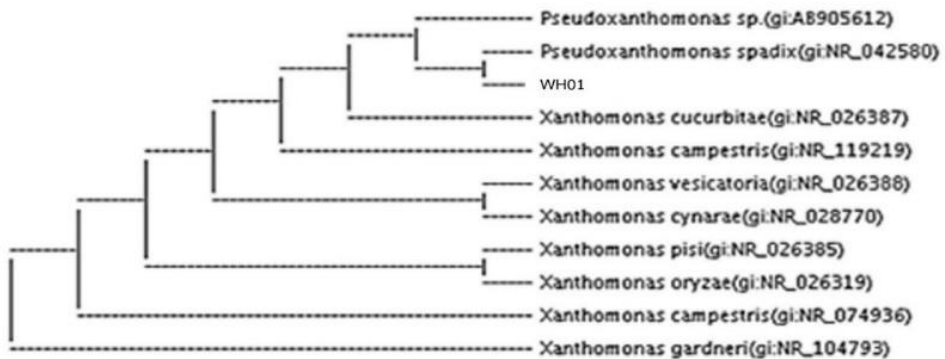 Pseudoxanthomonas sp.(gi:AB905612)
Pseudoxanthomonas spadix(gi:NR_042580)
WH01
Xanthomonas cucurbitae(gi:NR_026387)
Xanthomonas campestris(gi:NR_119219)
Xanthomonas vesicatoria(gi:NR_026388)
Xanthomonas cynarae(gi:NR_028770)
Xanthomonas pisi(gi:NR_026385)
Xanthomonas oryzae(gi:NR_026319)
Xanthomonas campestris(gi:NR_074936)
Xanthomonas gardneri(gi:NR_104793)